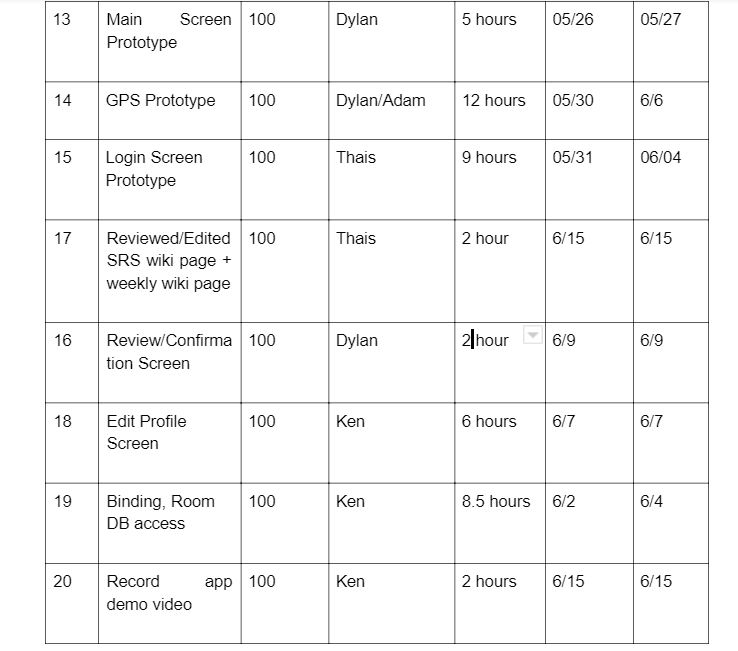 13 Main Screen 100 Dylan 5 hours 05/26 05/27
Prototype
14 GPS Prototype 100 Dylan/Adam 12 hours 05/30 6/6
15 Login Screen 100 Thais 9 hours 05/31 06/04
Prototype
17 Reviewed/Edited 100 Thais 2 hour 6/15 6/15
SRS wiki page +
weekly wiki page
16 Review/Confirma 100 Dylan 2 hour 6/9 6/9
tion Screen
18 Edit Profile 100 Ken 6 hours 6/7 6/7
Screen
19 Binding, Room 100 Ken 8.5 hours 6/2 6/4
DB access
20 Record app 100 Ken 2 hours 6/15 6/15
demo video